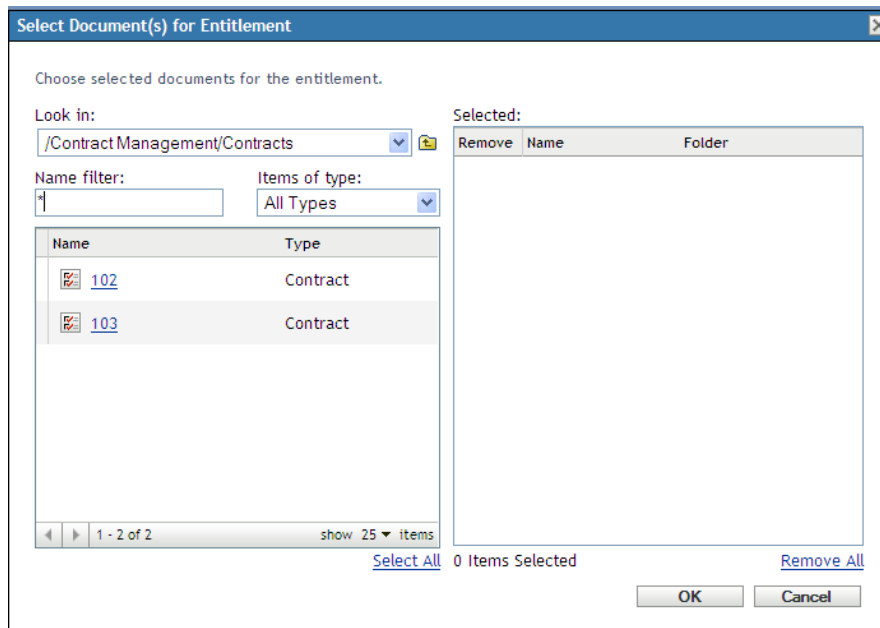 Select Document(s) for Entitlement
Choose selected documents for the entitlement.
Look in:
/Contract Management/Contracts
Name filter:
Items of type:
*
All Types
Name
Type
102
Contract
103
Contract
1 - 2 of 2
show 25 items
Select All
Selected:
Remove
Name
Folder
0 Items Selected
Remove All
OK
Cancel